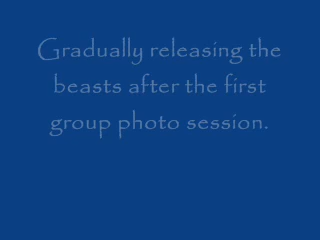 Gradually releasing the
beasts after the first
group photo session.